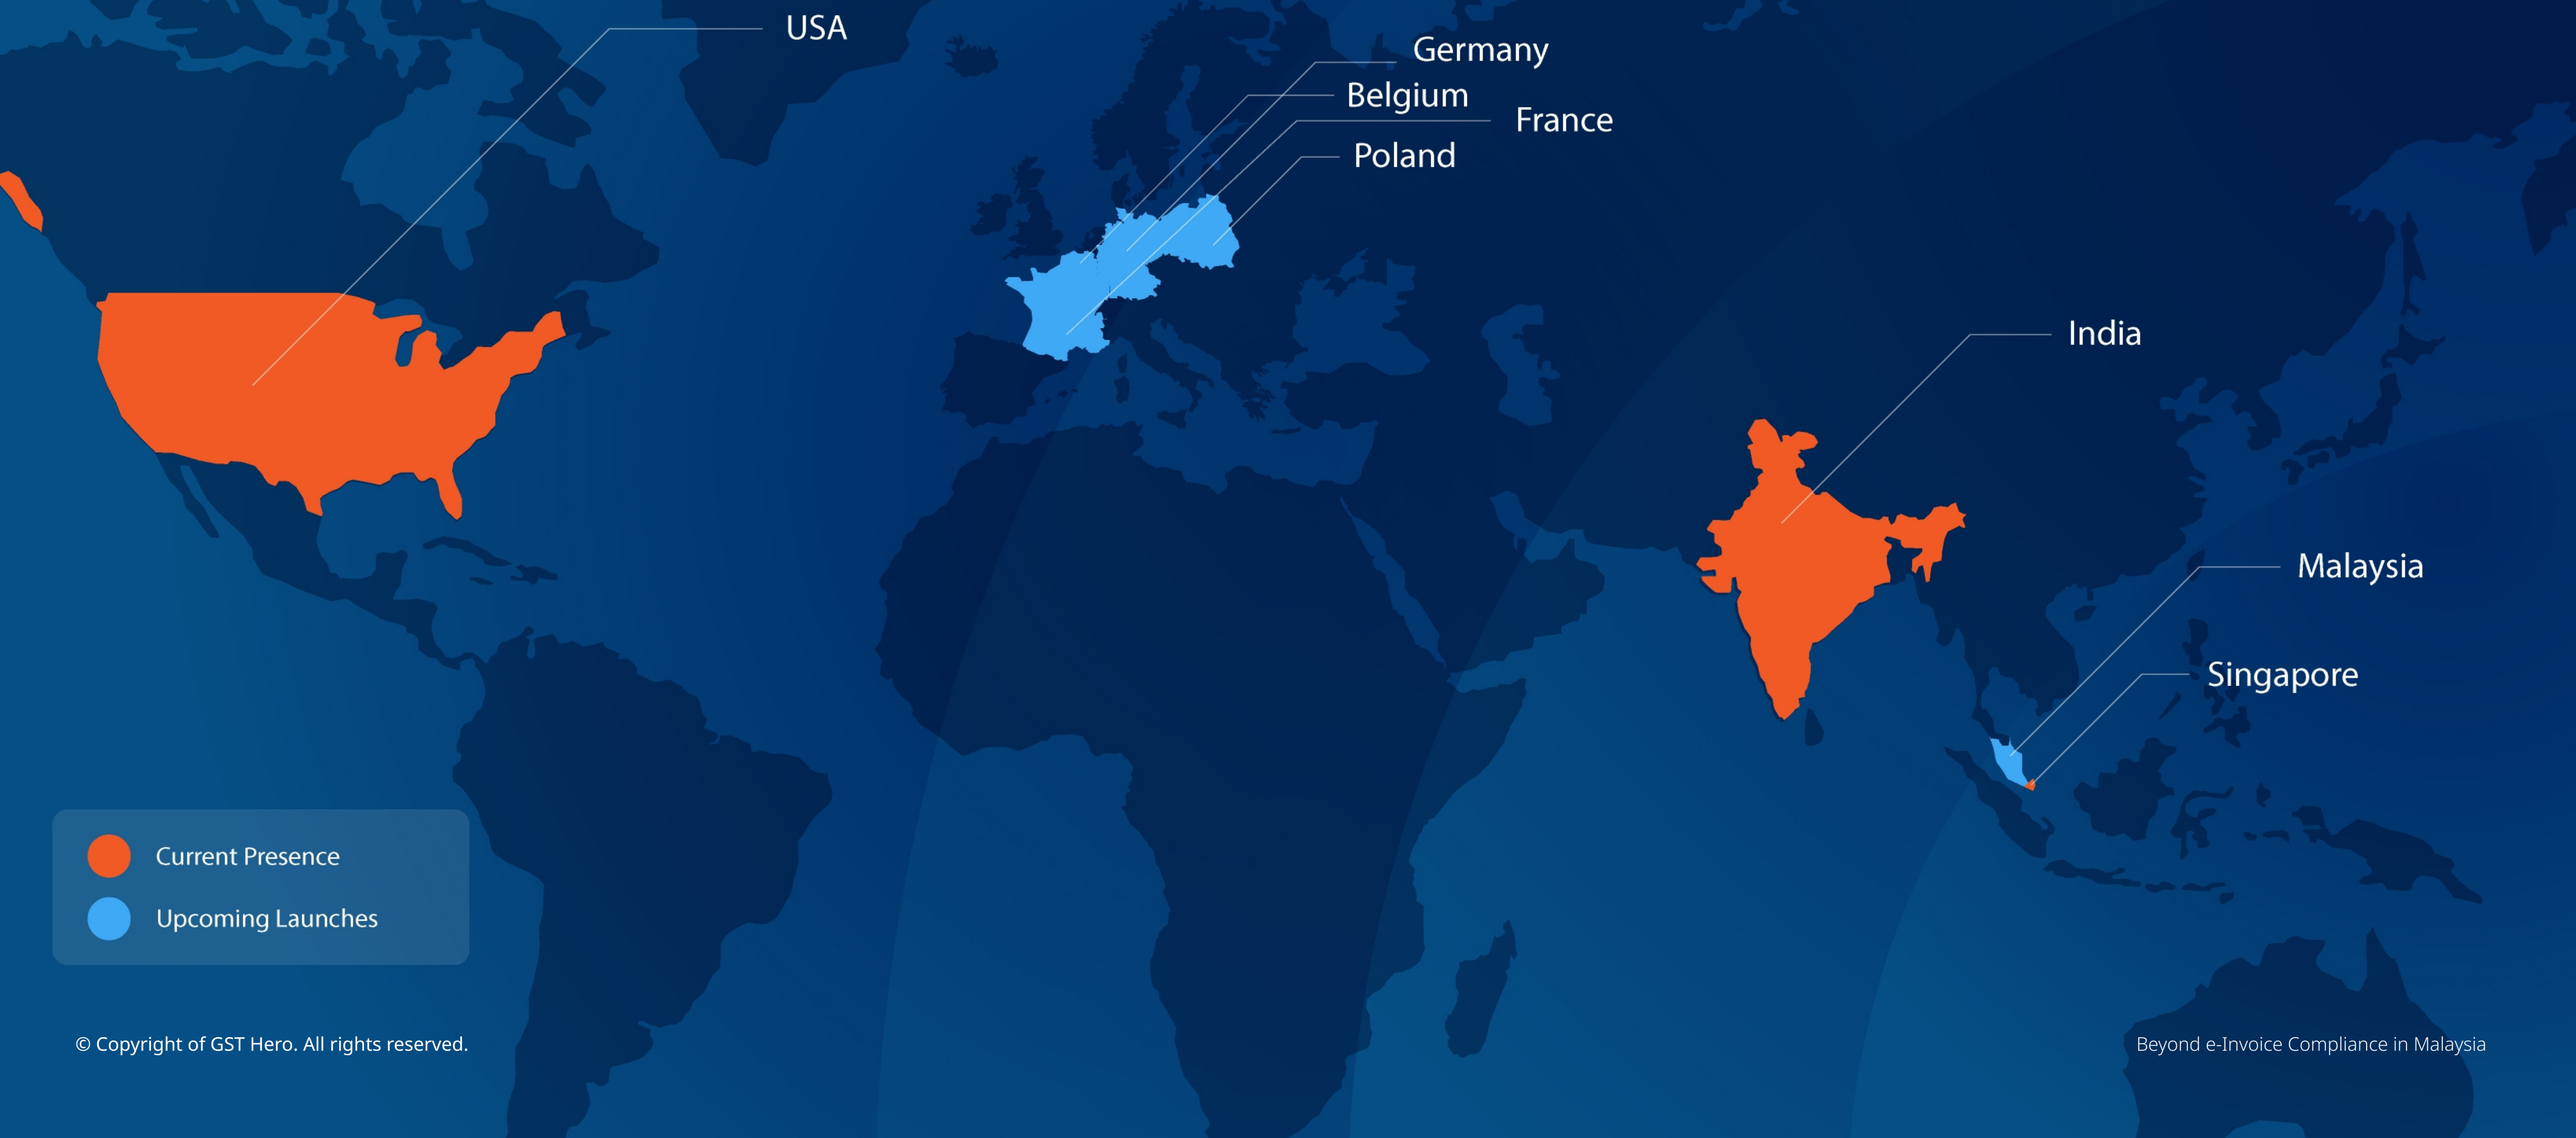 USA
Germany
Belgium
France
Poland
India
Malaysia
Singapore
Current Presence
Upcoming Launches
© Copyright of GST Hero. All rights reserved.
Beyond e-Invoice Compliance in Malaysia